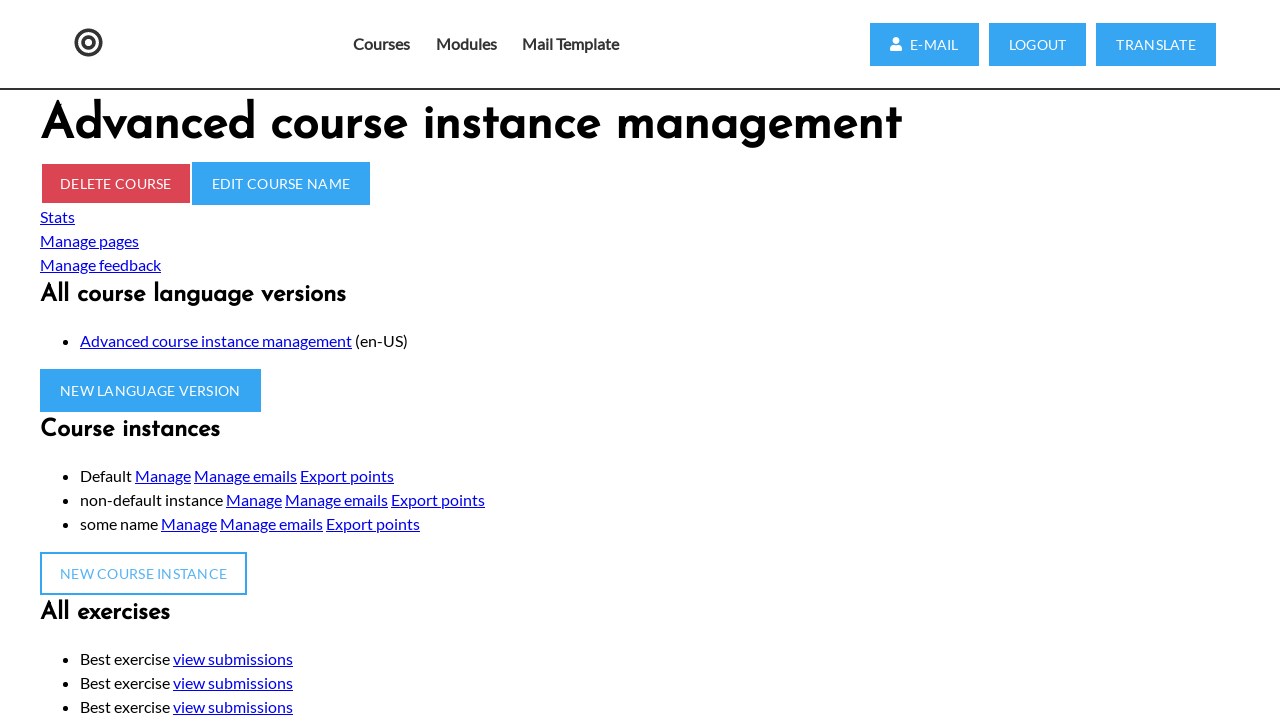 Courses Modules Mail Template E-MAIL LOGOUT TRANSLATE
Advanced course instance management
DELETE COURSE EDIT COURSE NAME
Stats
Manage pages
Manage feedback
All course language versions
Advanced course instance management (en-US)
NEW LANGUAGE VERSION
Course instances
Default Manage Manage emails Export points
non-default instance Manage Manage emails Export points
some name Manage Manage emails Export points
NEW COURSE INSTANCE
All exercises
Best exercise view submissions
Best exercise view submissions
Best exercise view submissions